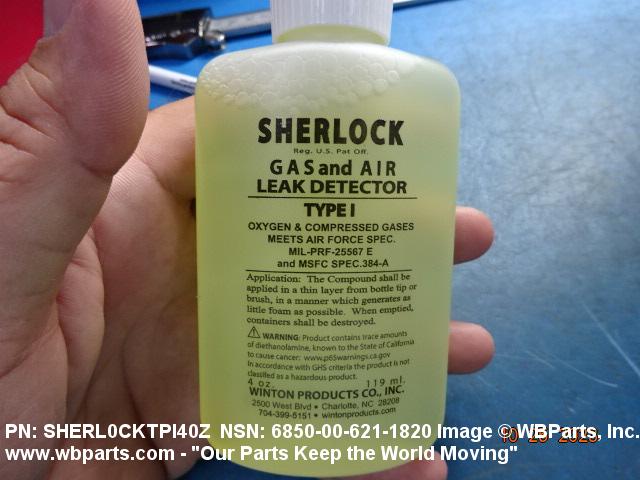 SHERLOCK
Reg. U.S. Pat Off.
GAS and AIR
LEAK DETECTOR
TYPE I
OXYGEN & COMPRESSED GASES
MEETS AIR FORCE SPEC.
MIL-PRF-25567 E
and MSFC SPEC.384-A
Application: The Compound shall be
applied in a thin layer from bottle tip or
brush, in a manner which generates as
little foam as possible. When emptied,
containers shall be destroyed.
WARNING: Product contains trace amounts
of diethanolamine, known to the State of California
to cause cancer: www.p65warnings.ca.gov
In accordance with GHS criteria the product is not
classified as a hazardous product.
4 oz. 119 ml.
WINTON PRODUCTS CO., INC.
2500 West Blvd • Charlotte, NC 28208
704-399-5151 • wintonproducts.com
PN: SHERL0CKTPI40Z NSN: 6850-00-621-1820 Image © WBParts, Inc.
www.wbparts.com - "Our Parts Keep the World Moving"